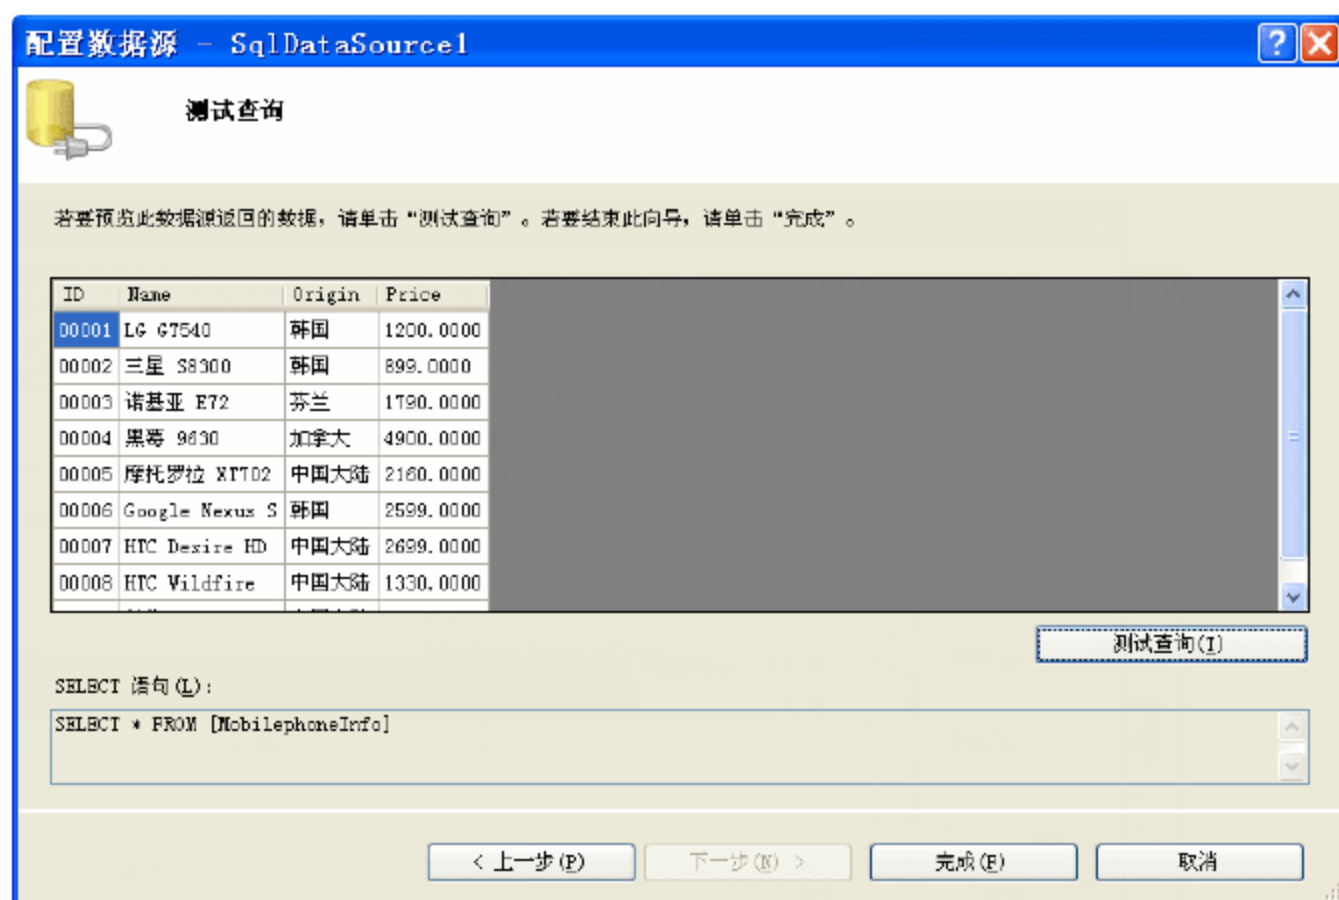 配置数据源 - SqlDataSource1
测试查询
若要预览此数据源返回的数据，请单击“测试查询”。若要结束此向导，请单击“完成”。
ID Name Origin Price
00001 LG GT540 韩国 1200.0000
00002 三星 S8300 韩国 899.0000
00003 诺基亚 E72 芬兰 1790.0000
00004 黑莓 9630 加拿大 4900.0000
00005 摩托罗拉 XT702 中国大陆 2160.0000
00006 Google Nexus S 韩国 2599.0000
00007 HTC Desire HD 中国大陆 2699.0000
00008 HTC Wildfire 中国大陆 1330.0000
测试查询(T)
SELECT 语句(L):
SELECT * FROM [MobilephoneInfo]
< 上一步(P) 下一步(N) > 完成(F) 取消